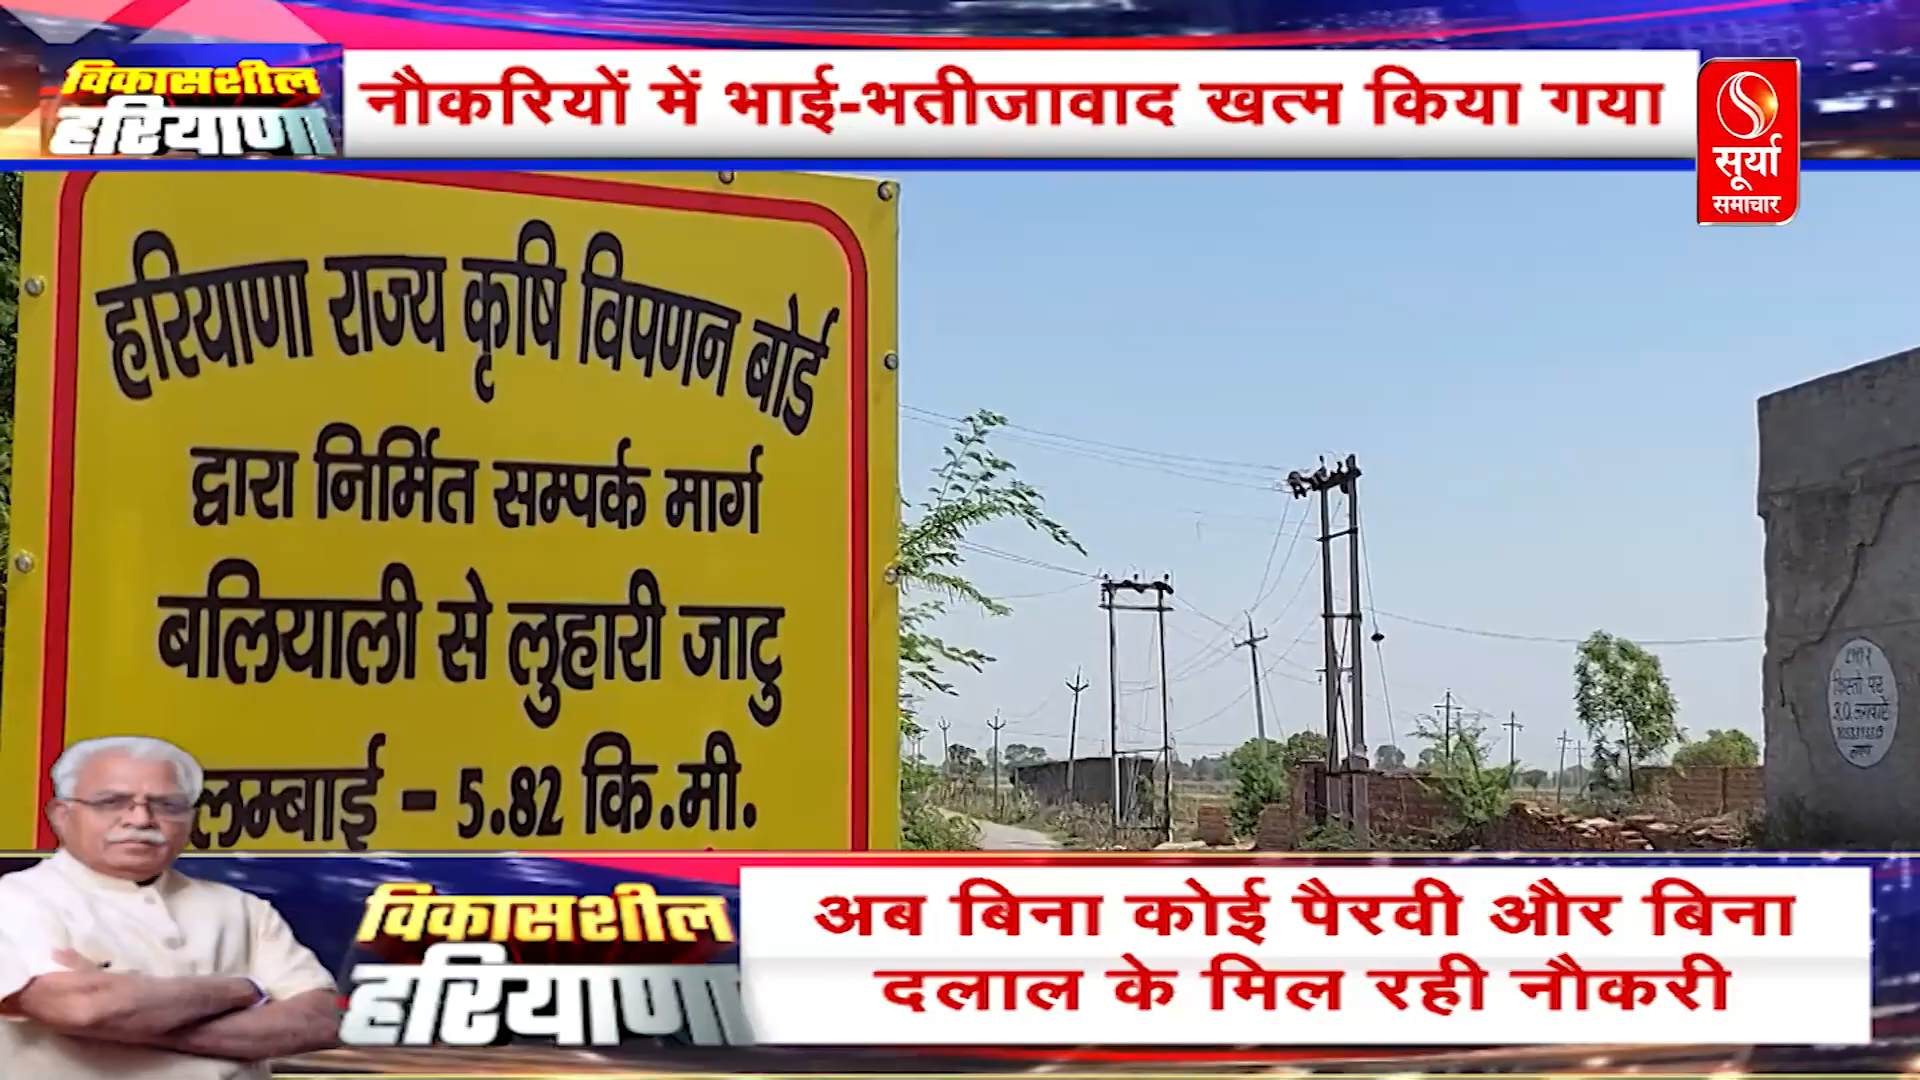 विकासशील
हरियाणा
नौकरियों में भाई-भतीजावाद खत्म किया गया
सूर्या
समाचार
हरियाणा राज्य कृषि विपणन बोर्ड
द्वारा निर्मित सम्पर्क मार्ग
बलियाली से लुहारी जाटु
लम्बाई - 5.82 कि.मी.
किस्तो पर
विकासशील
हरियाणा
अब बिना कोई पैरवी और बिना
दलाल के मिल रही नौकरी